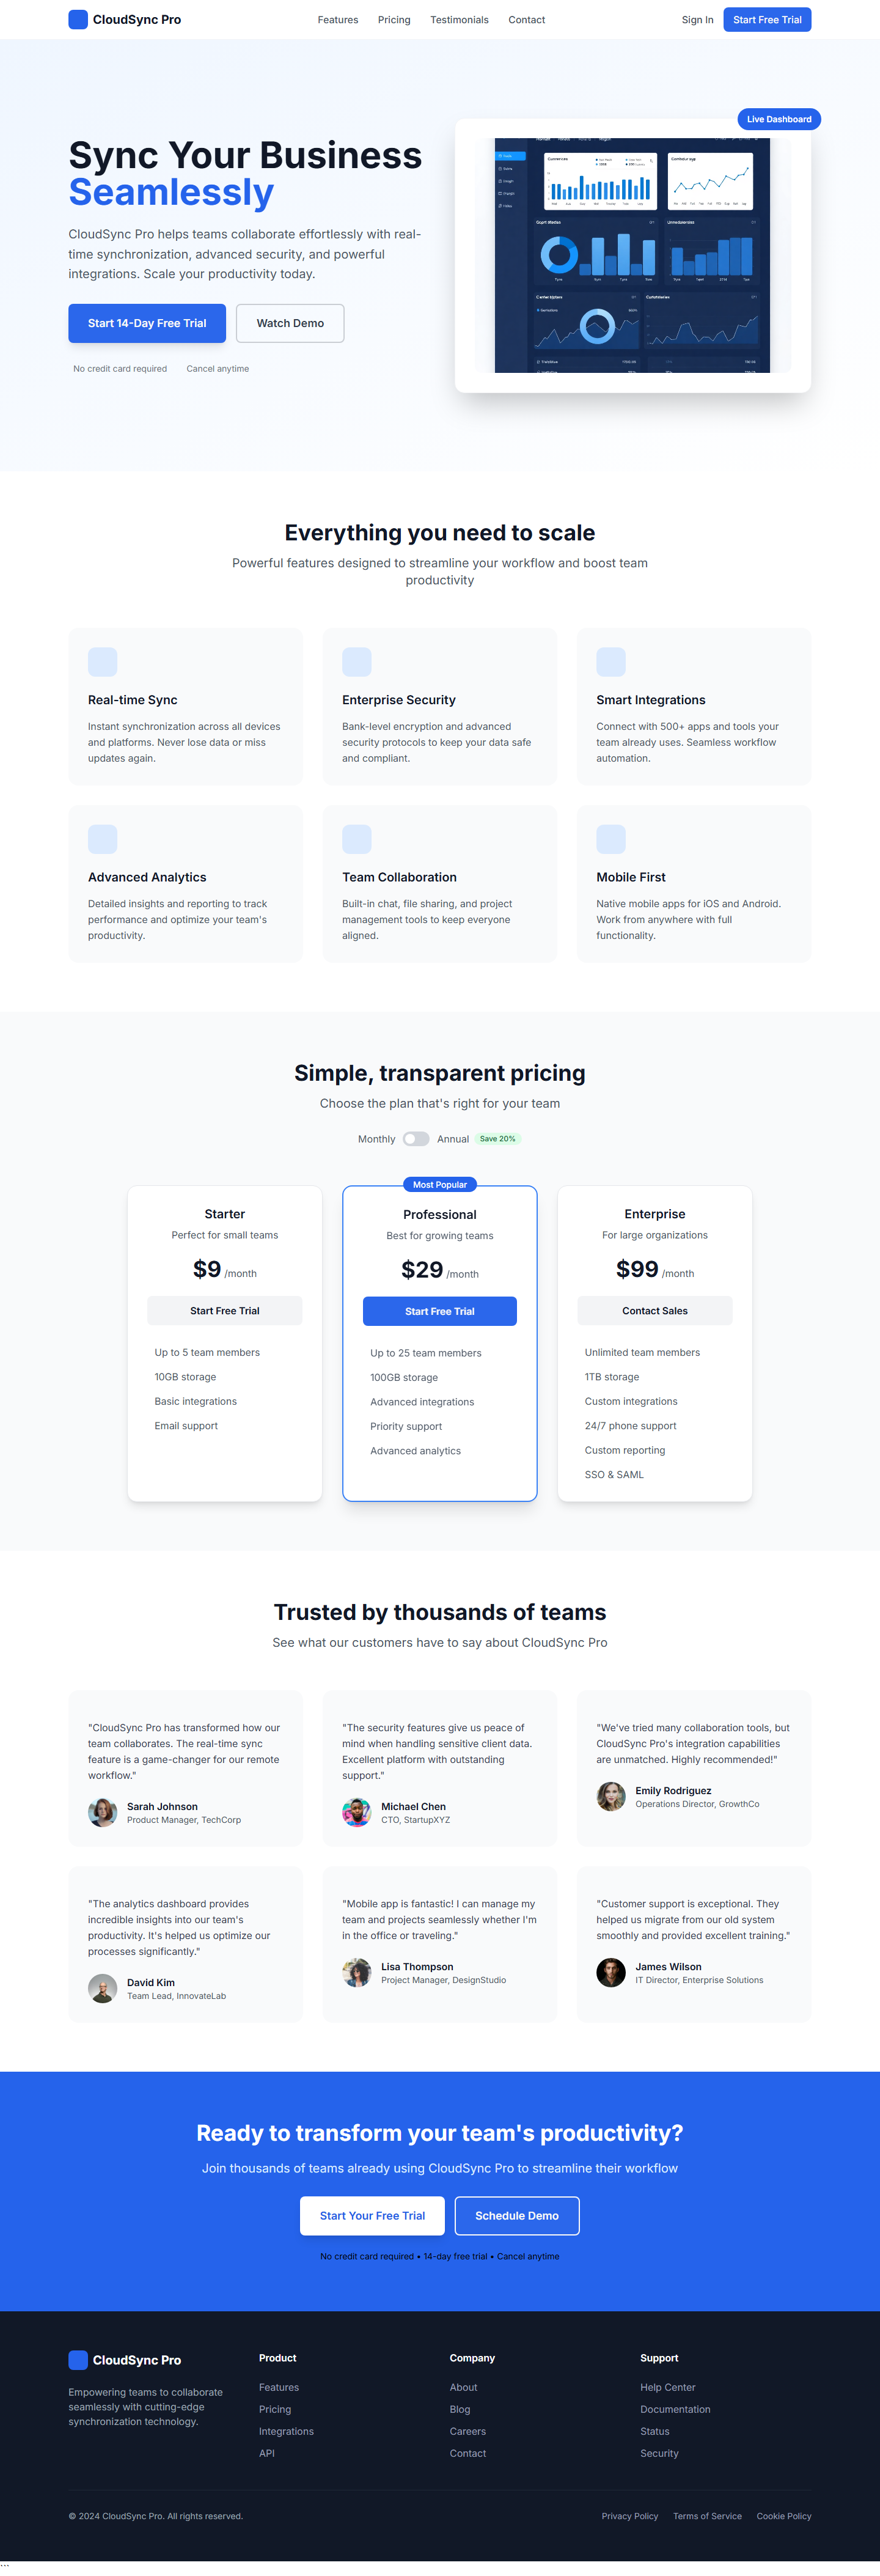 CloudSync Pro
Features
Pricing
Testimonials
Contact
Sign In
Start Free Trial
Live Dashboard
Sync Your Business
Seamlessly
CloudSync Pro helps teams collaborate effortlessly with real-
time synchronization, advanced security, and powerful
integrations. Scale your productivity today.
Start 14-Day Free Trial
Watch Demo
No credit card required
Cancel anytime
Everything you need to scale
Powerful features designed to streamline your workflow and boost team
productivity
Real-time Sync
Instant synchronization across all devices
and platforms. Never lose data or miss
updates again.
Enterprise Security
Bank-level encryption and advanced
security protocols to keep your data safe
and compliant.
Smart Integrations
Connect with 500+ apps and tools your
team already uses. Seamless workflow
automation.
Advanced Analytics
Detailed insights and reporting to track
performance and optimize your team's
productivity.
Team Collaboration
Built-in chat, file sharing, and project
management tools to keep everyone
aligned.
Mobile First
Native mobile apps for iOS and Android.
Work from anywhere with full
functionality.
Simple, transparent pricing
Choose the plan that's right for your team
Monthly
Annual
Save 20%
Starter
Perfect for small teams
$9 /month
Start Free Trial
Up to 5 team members
10GB storage
Basic integrations
Email support
Most Popular
Professional
Best for growing teams
$29 /month
Start Free Trial
Up to 25 team members
100GB storage
Advanced integrations
Priority support
Advanced analytics
Enterprise
For large organizations
$99 /month
Contact Sales
Unlimited team members
1TB storage
Custom integrations
24/7 phone support
Custom reporting
SSO & SAML
Trusted by thousands of teams
See what our customers have to say about CloudSync Pro
"CloudSync Pro has transformed how our
team collaborates. The real-time sync
feature is a game-changer for our remote
workflow."
Sarah Johnson
Product Manager, TechCorp
"The security features give us peace of
mind when handling sensitive client data.
Excellent platform with outstanding
support."
Michael Chen
CTO, StartupXYZ
"We've tried many collaboration tools, but
CloudSync Pro's integration capabilities
are unmatched. Highly recommended!"
Emily Rodriguez
Operations Director, GrowthCo
"The analytics dashboard provides
incredible insights into our team's
productivity. It's helped us optimize our
processes significantly."
David Kim
Team Lead, InnovateLab
"Mobile app is fantastic! I can manage my
team and projects seamlessly whether I'm
in the office or traveling."
Lisa Thompson
Project Manager, DesignStudio
"Customer support is exceptional. They
helped us migrate from our old system
smoothly and provided excellent training."
James Wilson
IT Director, Enterprise Solutions
Ready to transform your team's productivity?
Join thousands of teams already using CloudSync Pro to streamline their workflow
Start Your Free Trial
Schedule Demo
No credit card required • 14-day free trial • Cancel anytime
CloudSync Pro
Empowering teams to collaborate
seamlessly with cutting-edge
synchronization technology.
Product
Features
Pricing
Integrations
API
Company
About
Blog
Careers
Contact
Support
Help Center
Documentation
Status
Security
© 2024 CloudSync Pro. All rights reserved.
Privacy Policy
Terms of Service
Cookie Policy
```